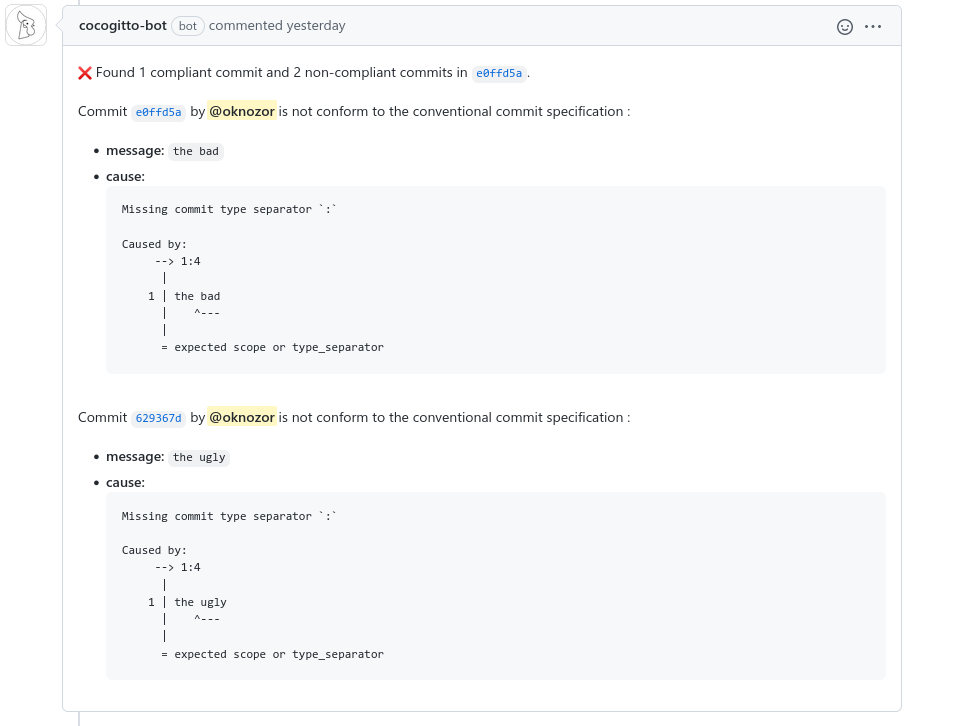 cocogitto-bot bot commented yesterday
❌ Found 1 compliant commit and 2 non-compliant commits in e0ffd5a.
Commit e0ffd5a by @oknozor is not conform to the conventional commit specification :
• message: the bad
• cause:
Missing commit type separator `:`
Caused by:
--> 1:4
|
1 | the bad
| ^---
|
= expected scope or type_separator
Commit 629367d by @oknozor is not conform to the conventional commit specification :
• message: the ugly
• cause:
Missing commit type separator `:`
Caused by:
--> 1:4
|
1 | the ugly
| ^---
|
= expected scope or type_separator